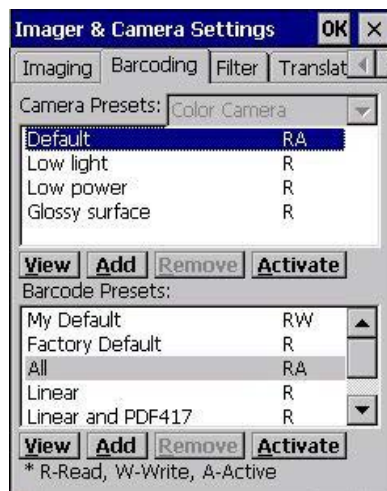 Imager & Camera Settings OK ×
Imaging Barcoding Filter Translat
Camera Presets: Color Camera
Default RA
Low light R
Low power R
Glossy surface R
View Add Remove Activate
Barcode Presets:
My Default RW
Factory Default R
All RA
Linear R
Linear and PDF417 R
View Add Remove Activate
* R-Read, W-Write, A-Active